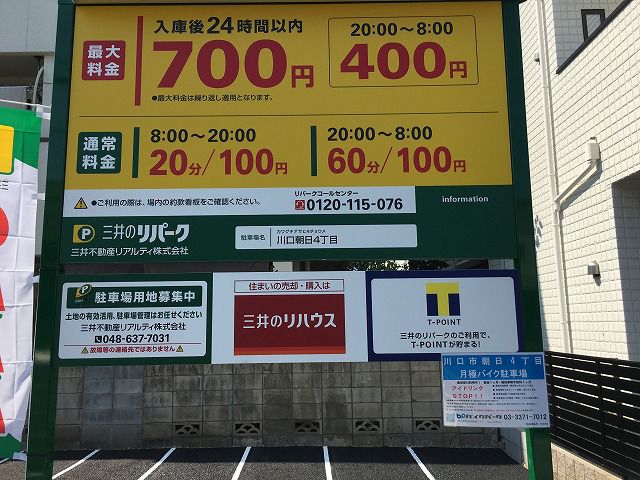 最大料金
入庫後24時間以内
700円
20:00～8:00
400円
●最大料金は繰り返し適用となります。
通常料金
8:00～20:00
20分/100円
20:00～8:00
60分/100円
●ご利用の際は、場内の約款看板をご確認ください。
リパークコールセンター
0120-115-076
information
三井のリパーク
三井不動産リアルティ株式会社
駐車場名
カワグチアサヒ4チョウメ
川口朝日4丁目
P 駐車場用地募集中
土地の有効活用、駐車場管理はお任せください
三井不動産リアルティ株式会社
048-637-7031
故障等の連絡先ではありません
住まいの売却・購入は
三井のリハウス
T
T-POINT
三井のリパークのご利用で、
T-POINTが貯まる!
川口市朝日4丁目
月極バイク駐車場
アイドリング
STOP!!
バイクパーク 03-3371-7012